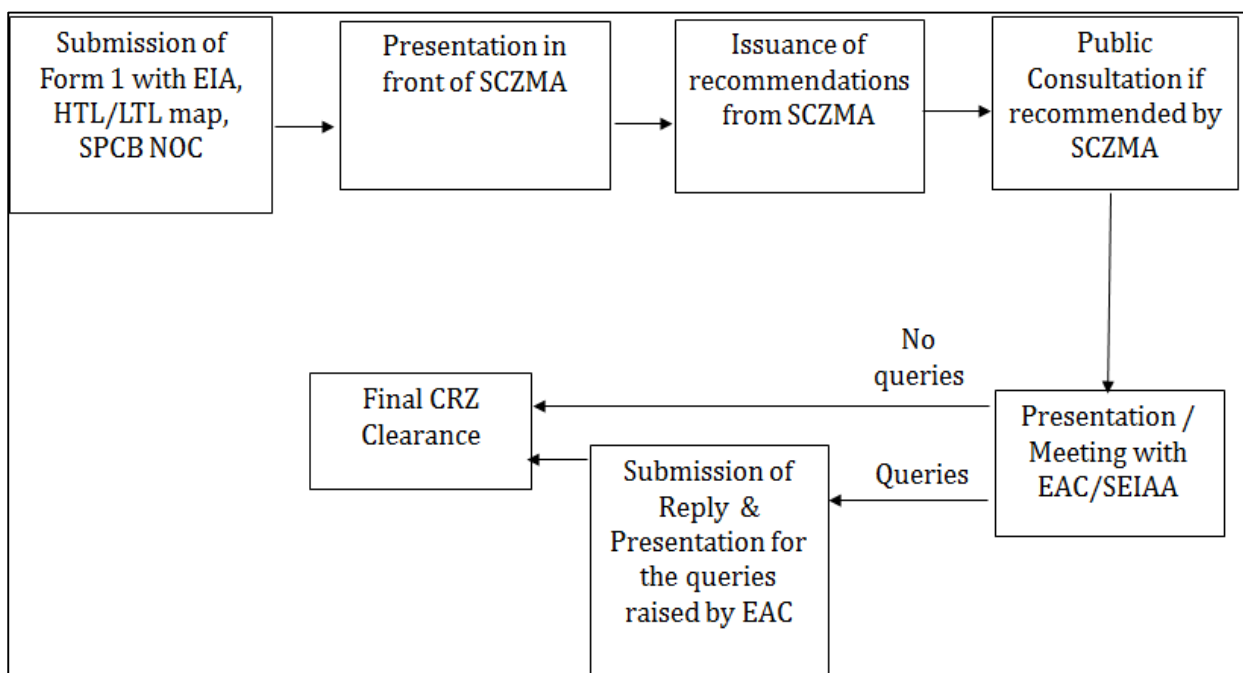 Submission of
Form 1 with EIA,
HTL/LTL map,
SPCB NOC
Presentation in
front of SCZMA
Issuance of
recommendations
from SCZMA
Public
Consultation if
recommended by
SCZMA
No
queries
Final CRZ
Clearance
Presentation /
Meeting with
EAC/SEIAA
Queries
Submission of
Reply &
Presentation for
the queries
raised by EAC